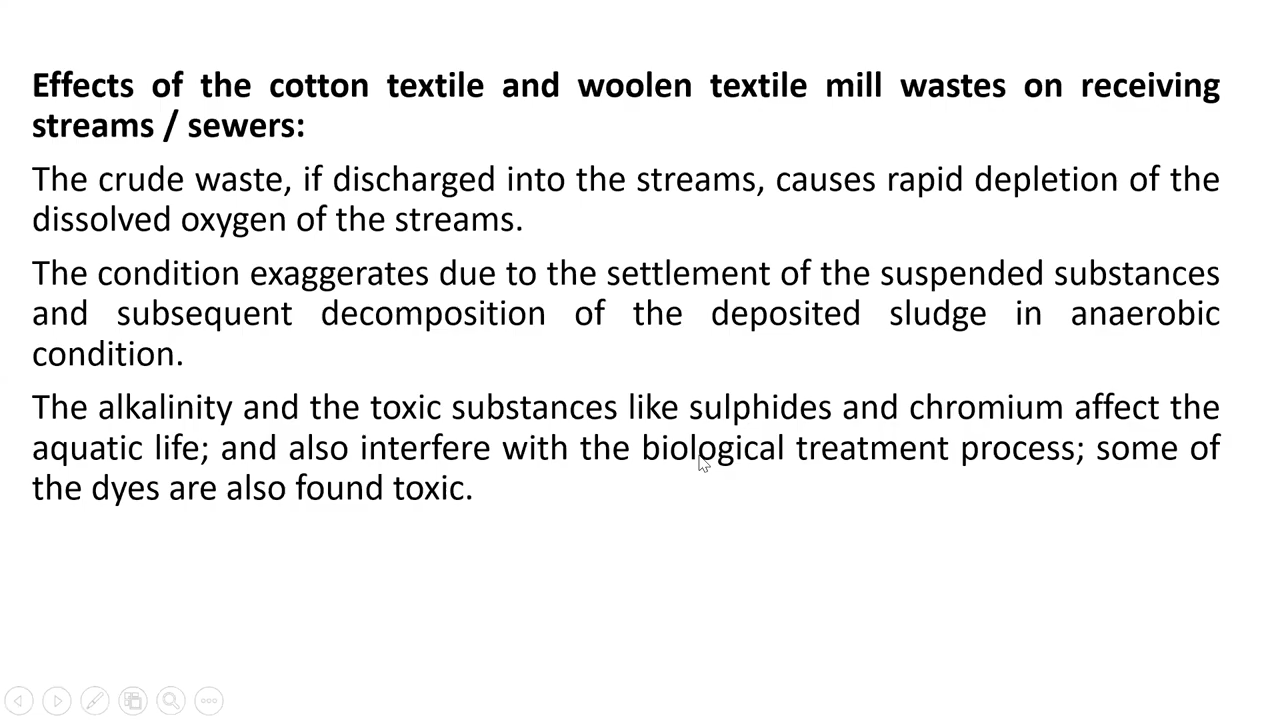 Effects of the cotton textile and woolen textile mill wastes on receiving
streams / sewers:
The crude waste, if discharged into the streams, causes rapid depletion of the
dissolved oxygen of the streams.
The condition exaggerates due to the settlement of the suspended substances
and subsequent decomposition of the deposited sludge in anaerobic
condition.
The alkalinity and the toxic substances like sulphides and chromium affect the
aquatic life; and also interfere with the biological treatment process; some of
the dyes are also found toxic.